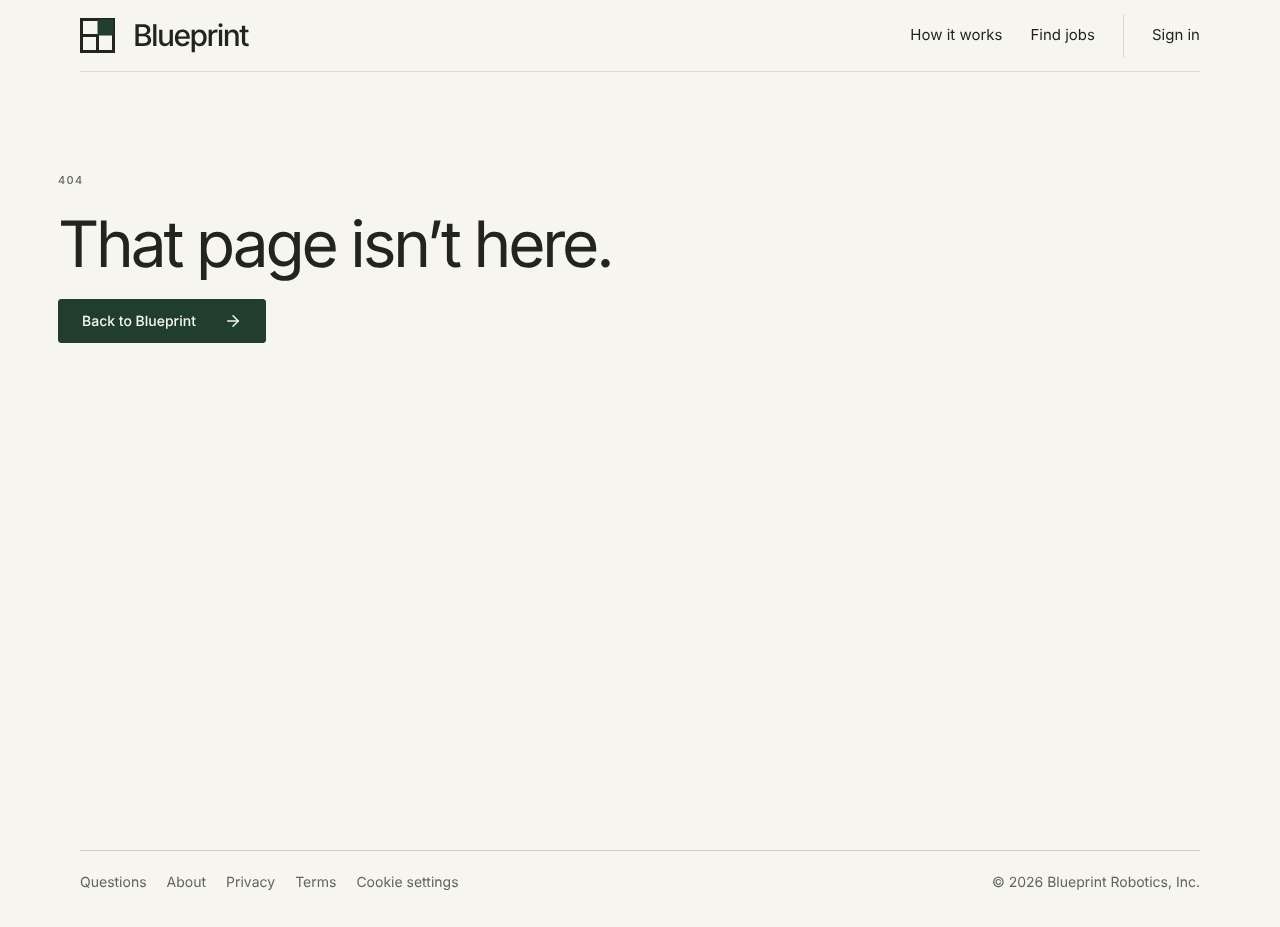 Blueprint
How it works
Find jobs
Sign in
404
That page isn’t here.
Back to Blueprint
Questions
About
Privacy
Terms
Cookie settings
© 2026 Blueprint Robotics, Inc.